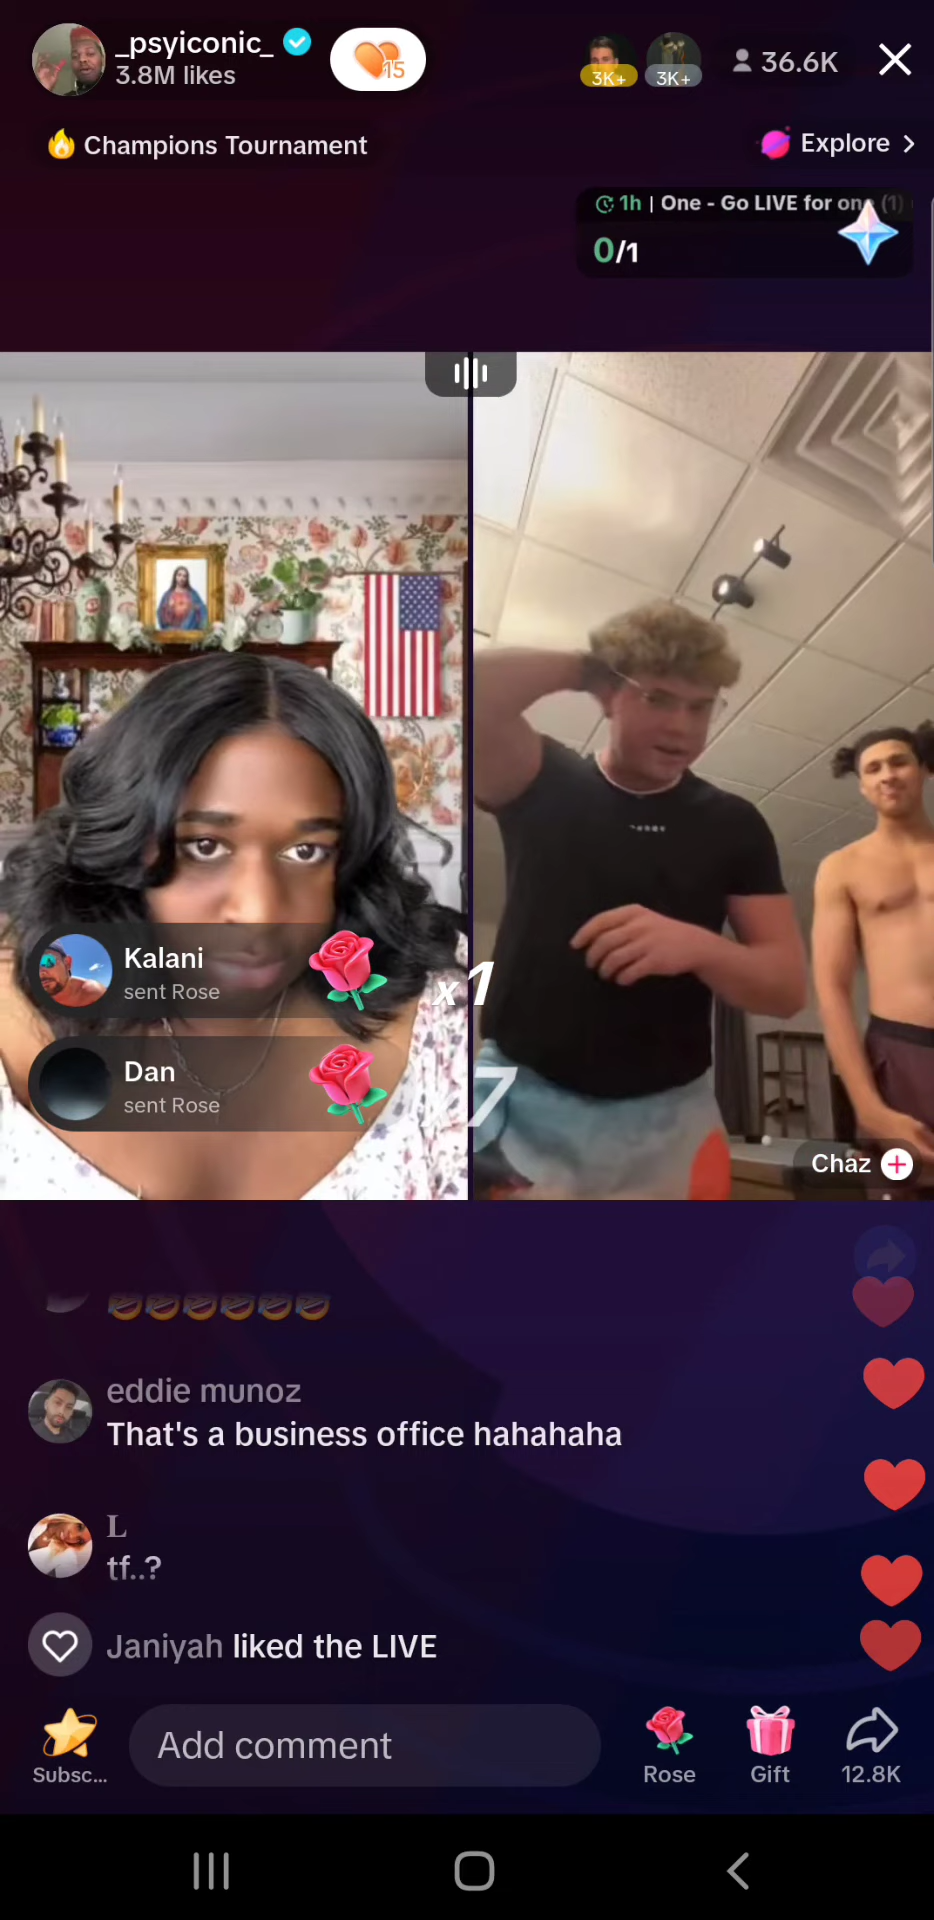 _psyiconic_
3.8M likes
15
3K+
3K+
36.6K
Champions Tournament
Explore
1h | One - Go LIVE for one (1)
0/1
Kalani
sent Rose
x1
Dan
sent Rose
7
Chaz
eddie munoz
That's a business office hahahaha
L
tf..?
Janiyah liked the LIVE
Subsc...
Add comment
Rose
Gift
12.8K